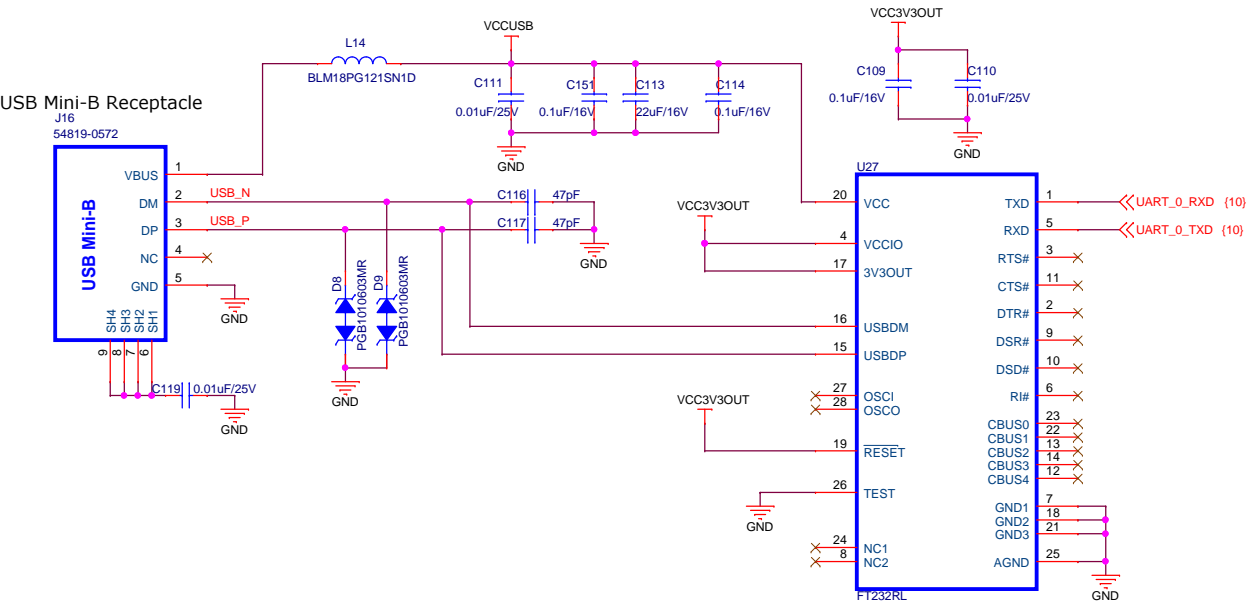 VCC3V3OUT
VCCUSB
L14
BLM18PG121SN1D
C111
0.01uF/25V
C151
0.1uF/16V
C113
22uF/16V
C114
0.1uF/16V
C109
0.1uF/16V
C110
0.01uF/25V
GND
GND
USB Mini-B Receptacle
J16
54819-0572
USB Mini-B
VBUS 1
DM 2 USB_N
DP 3 USB_P
NC 4
GND 5
GND
SH4 SH3 SH2 SH1
9 8 7 6
C119 0.01uF/25V
GND
C116 47pF
C117 47pF
GND
D8
PGB1010603MR
D9
PGB1010603MR
GND
VCC3V3OUT
VCC3V3OUT
GND
U27
20 VCC
4 VCCIO
17 3V3OUT
16 USBDM
15 USBDP
27 OSCI
28 OSCO
19 RESET
26 TEST
24 NC1
8 NC2
TXD 1 UART_0_RXD {10}
RXD 5 UART_0_TXD {10}
RTS# 3
CTS# 11
DTR# 2
DSR# 9
DSD# 10
RI# 6
CBUS0 23
CBUS1 22
CBUS2 13
CBUS3 14
CBUS4 12
GND1 7
GND2 18
GND3 21
AGND 25
GND
FT232RL